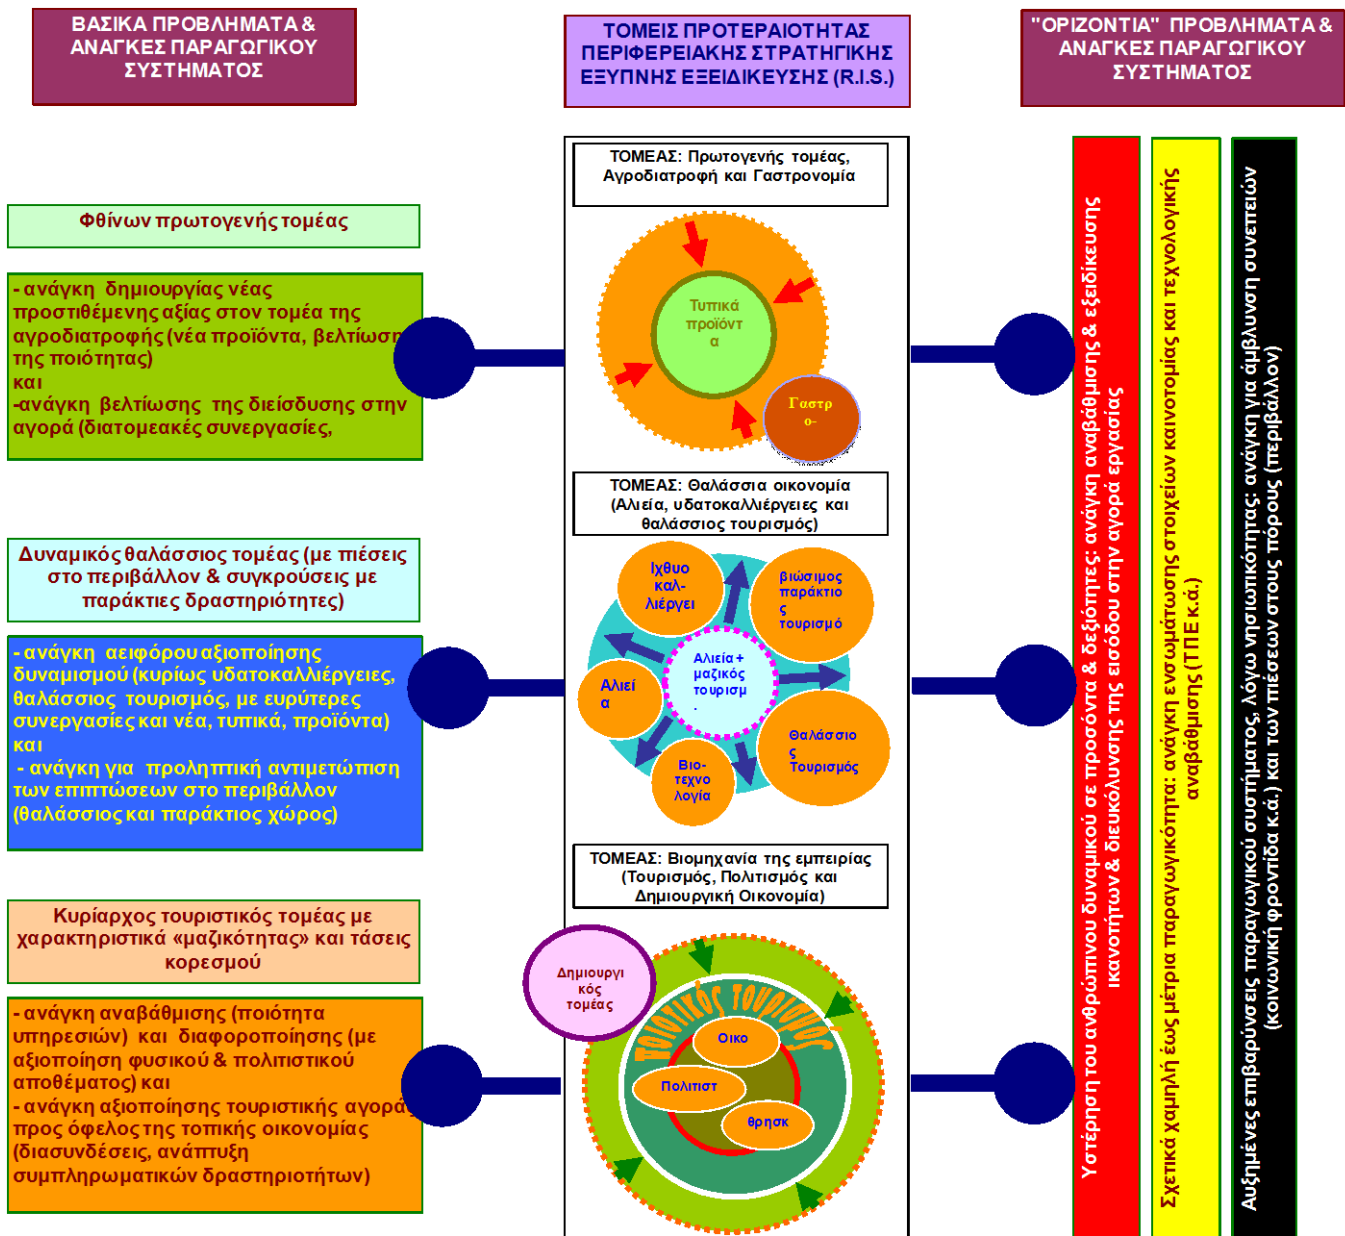 ΒΑΣΙΚΑ ΠΡΟΒΛΗΜΑΤΑ &
ΑΝΑΓΚΕΣ ΠΑΡΑΓΩΓΙΚΟΥ
ΣΥΣΤΗΜΑΤΟΣ
ΤΟΜΕΙΣ ΠΡΟΤΕΡΑΙΟΤΗΤΑΣ
ΠΕΡΙΦΕΡΕΙΑΚΗΣ ΣΤΡΑΤΗΓΙΚΗΣ
ΕΞΥΠΝΗΣ ΕΞΕΙΔΙΚΕΥΣΗΣ (R.I.S.)
"ΟΡΙΖΟΝΤΙΑ" ΠΡΟΒΛΗΜΑΤΑ &
ΑΝΑΓΚΕΣ ΠΑΡΑΓΩΓΙΚΟΥ
ΣΥΣΤΗΜΑΤΟΣ
Φθίνων πρωτογενής τομέας
- ανάγκη δημιουργίας νέας
προστιθέμενης αξίας στον τομέα της
αγροδιατροφής (νέα προϊόντα, βελτίωση
της ποιότητας)
και
-ανάγκη βελτίωσης της διείσδυσης στην
αγορά (διατομεακές συνεργασίες,
Δυναμικός θαλάσσιος τομέας (με πιέσεις
στο περιβάλλον & συγκρούσεις με
παράκτιες δραστηριότητες)
- ανάγκη αειφόρου αξιοποίησης
δυναμισμού (κυρίως υδατοκαλλιέργειες,
θαλάσσιος τουρισμός, με ευρύτερες
συνεργασίες και νέα, τυπικά, προϊόντα)
και
- ανάγκη για προληπτική αντιμετώπιση
των επιπτώσεων στο περιβάλλον
(θαλάσσιος και παράκτιος χώρος)
Κυρίαρχος τουριστικός τομέας με
χαρακτηριστικά «μαζικότητας» και τάσεις
κορεσμού
- ανάγκη αναβάθμισης (ποιότητα
υπηρεσιών) και διαφοροποίησης (με
αξιοποίηση φυσικού & πολιτιστικού
αποθέματος) και
- ανάγκη αξιοποίησης τουριστικής αγοράς
προς όφελος της τοπικής οικονομίας
(διασυνδέσεις, ανάπτυξη
συμπληρωματικών δραστηριοτήτων)
ΤΟΜΕΑΣ: Πρωτογενής τομέας,
Αγροδιατροφή και Γαστρονομία
Τυπικά
προϊόντ
α
Γαστρ
ο-
ΤΟΜΕΑΣ: Θαλάσσια οικονομία
(Αλιεία, υδατοκαλλιέργειες και
θαλάσσιος τουρισμός)
Ιχθυο
καλ-
λιέργει
βιώσιμος
παράκτιο
ς
τουρισμό
Αλιεία +
μαζικός
τουρισμ
.
Αλιεί
α
Θαλάσσιο
ς
Τουρισμός
Βιο-
τεχνο
λογία
ΤΟΜΕΑΣ: Βιομηχανία της εμπειρίας
(Τουρισμός, Πολιτισμός και
Δημιουργική Οικονομία)
Δημιουργι
κός
τομέας
ποιοτικός τουρισμός
Οικο
Πολιτιστ
θρησκ
Υστέρηση του ανθρώπινου δυναμικού σε προσόντα & δεξιότητες: ανάγκη αναβάθμισης & εξειδίκευσης
ικανοτήτων & διευκόλυνσης της εισόδου στην αγορά εργασίας
Σχετικά χαμηλή έως μέτρια παραγωγικότητα: ανάγκη ενσωμάτωσης στοιχείων καινοτομίας και τεχνολογικής
αναβάθμισης (ΤΠΕ κ.ά.)
Αυξημένες επιβαρύνσεις παραγωγικού συστήματος, λόγω νησιωτικότητας: ανάγκη για άμβλυνση συνεπειών
(κοινωνική φροντίδα κ.ά.) και των πιέσεων στους πόρους (περιβάλλον)